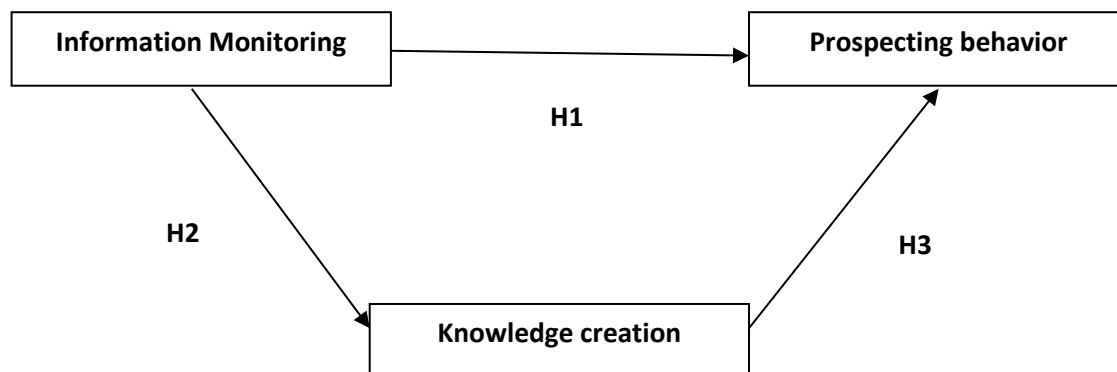 Information Monitoring
Prospecting behavior
H1
H2
H3
Knowledge creation